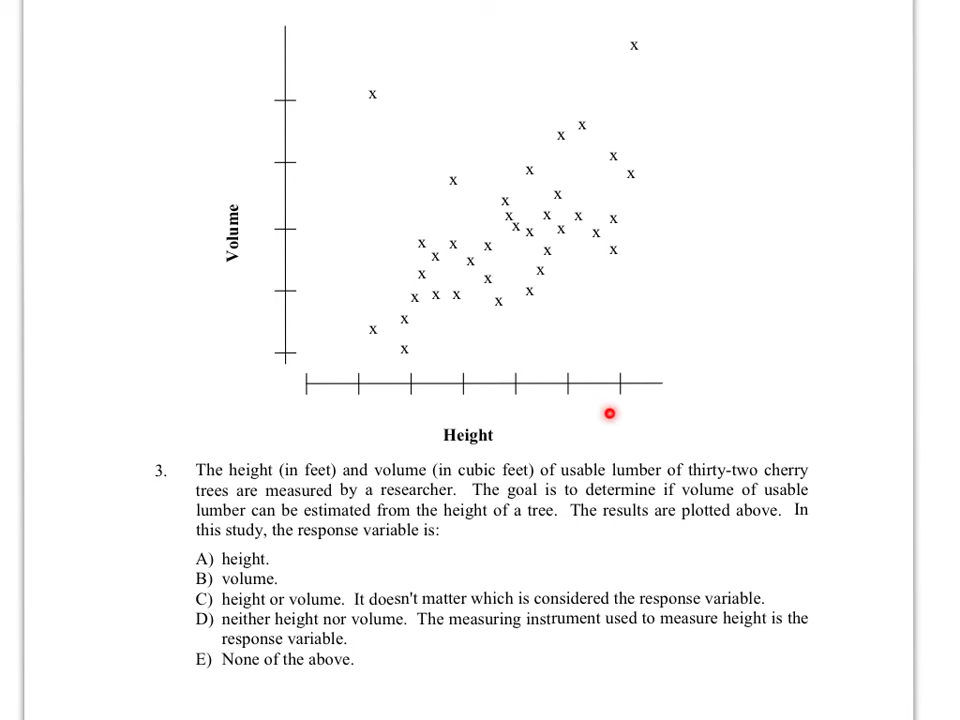 Volume
Height
3. The height (in feet) and volume (in cubic feet) of usable lumber of thirty-two cherry
trees are measured by a researcher. The goal is to determine if volume of usable
lumber can be estimated from the height of a tree. The results are plotted above. In
this study, the response variable is:
A) height.
B) volume.
C) height or volume. It doesn't matter which is considered the response variable.
D) neither height nor volume. The measuring instrument used to measure height is the
response variable.
E) None of the above.